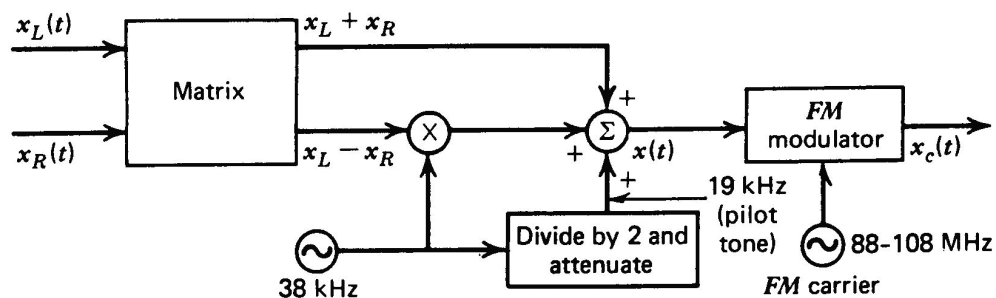 x_L(t)
x_L + x_R
Matrix
x_R(t)
x_L − x_R
×
+
Σ
+
+
x(t)
FM
modulator
x_c(t)
19 kHz
(pilot
tone)
Divide by 2 and
attenuate
38 kHz
88-108 MHz
FM carrier